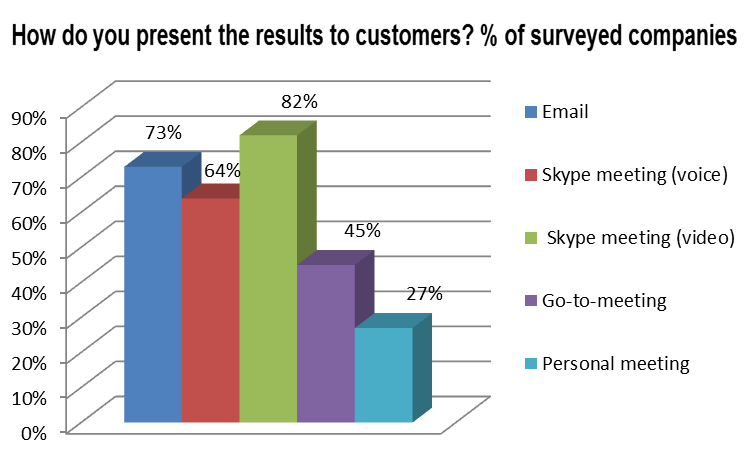 How do you present the results to customers? % of surveyed companies
90%
80%
70%
60%
50%
40%
30%
20%
10%
0%
73%
64%
82%
45%
27%
Email
Skype meeting (voice)
Skype meeting (video)
Go-to-meeting
Personal meeting